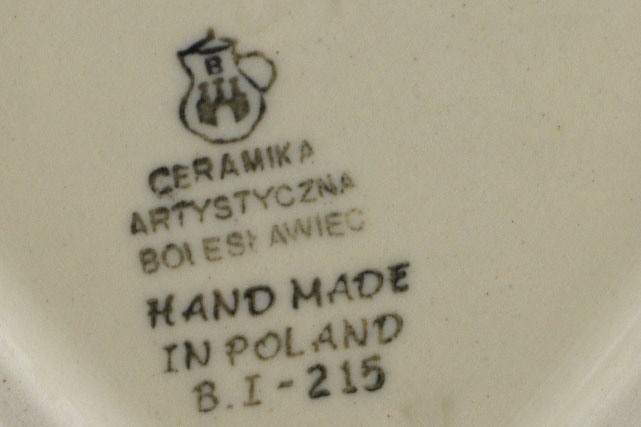 B
CERAMIKA
ARTYSTYCZNA
BOLESŁAWIEC
HAND MADE
IN POLAND
B.I-215